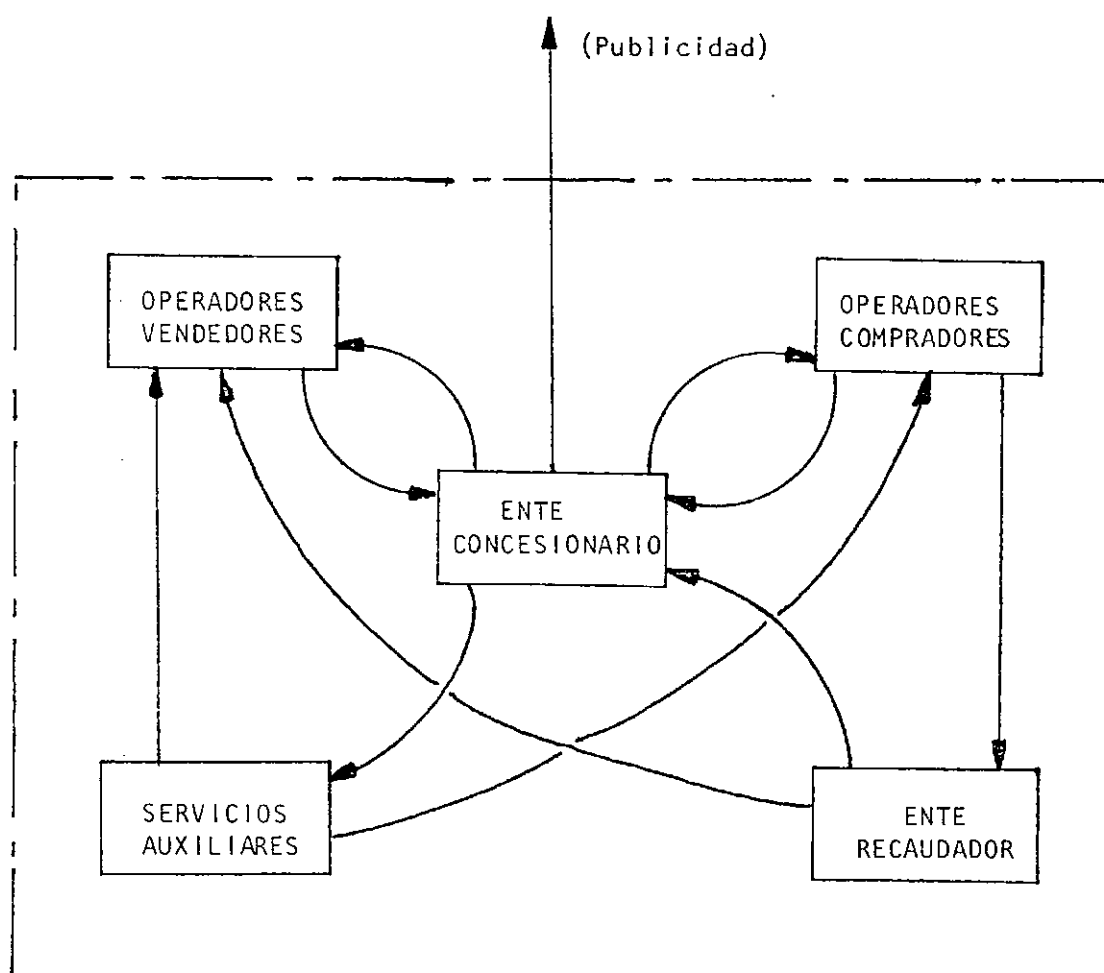 (Publicidad)
OPERADORES
VENDEDORES
OPERADORES
COMPRADORES
ENTE
CONCESIONARIO
SERVICIOS
AUXILIARES
ENTE
RECAUDADOR